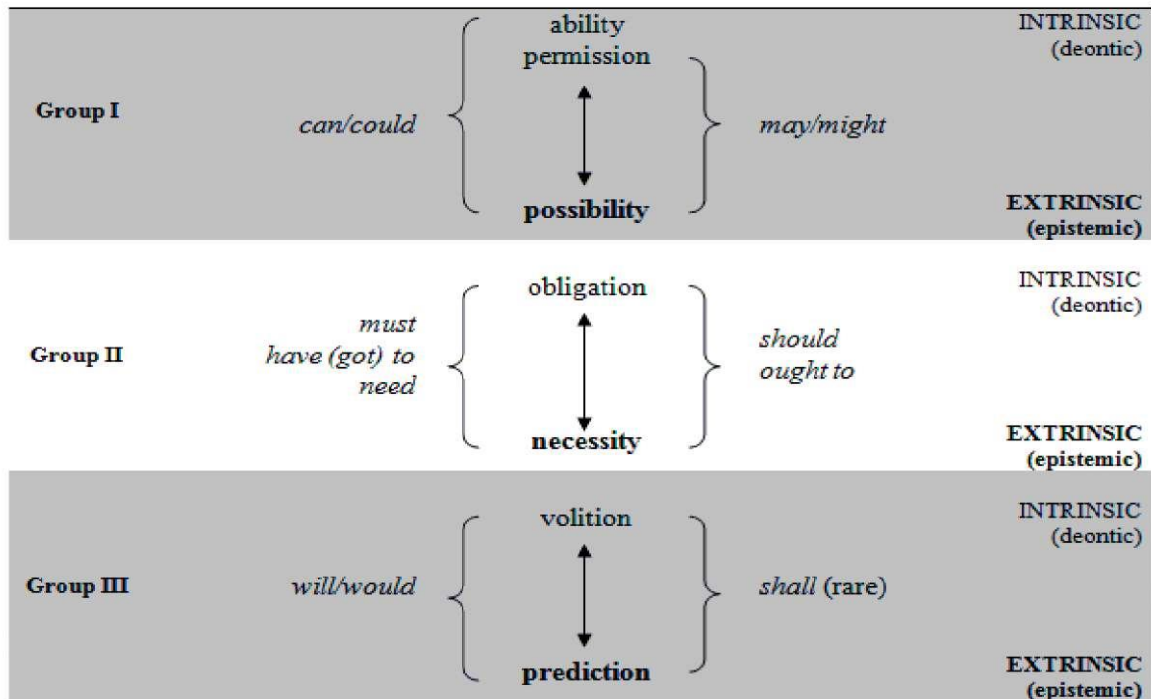 ability
permission
INTRINSIC
(deontic)
Group I
can/could
may/might
possibility
EXTRINSIC
(epistemic)
obligation
INTRINSIC
(deontic)
Group II
must
have (got) to
need
should
ought to
necessity
EXTRINSIC
(epistemic)
volition
INTRINSIC
(deontic)
Group III
will/would
shall (rare)
prediction
EXTRINSIC
(epistemic)